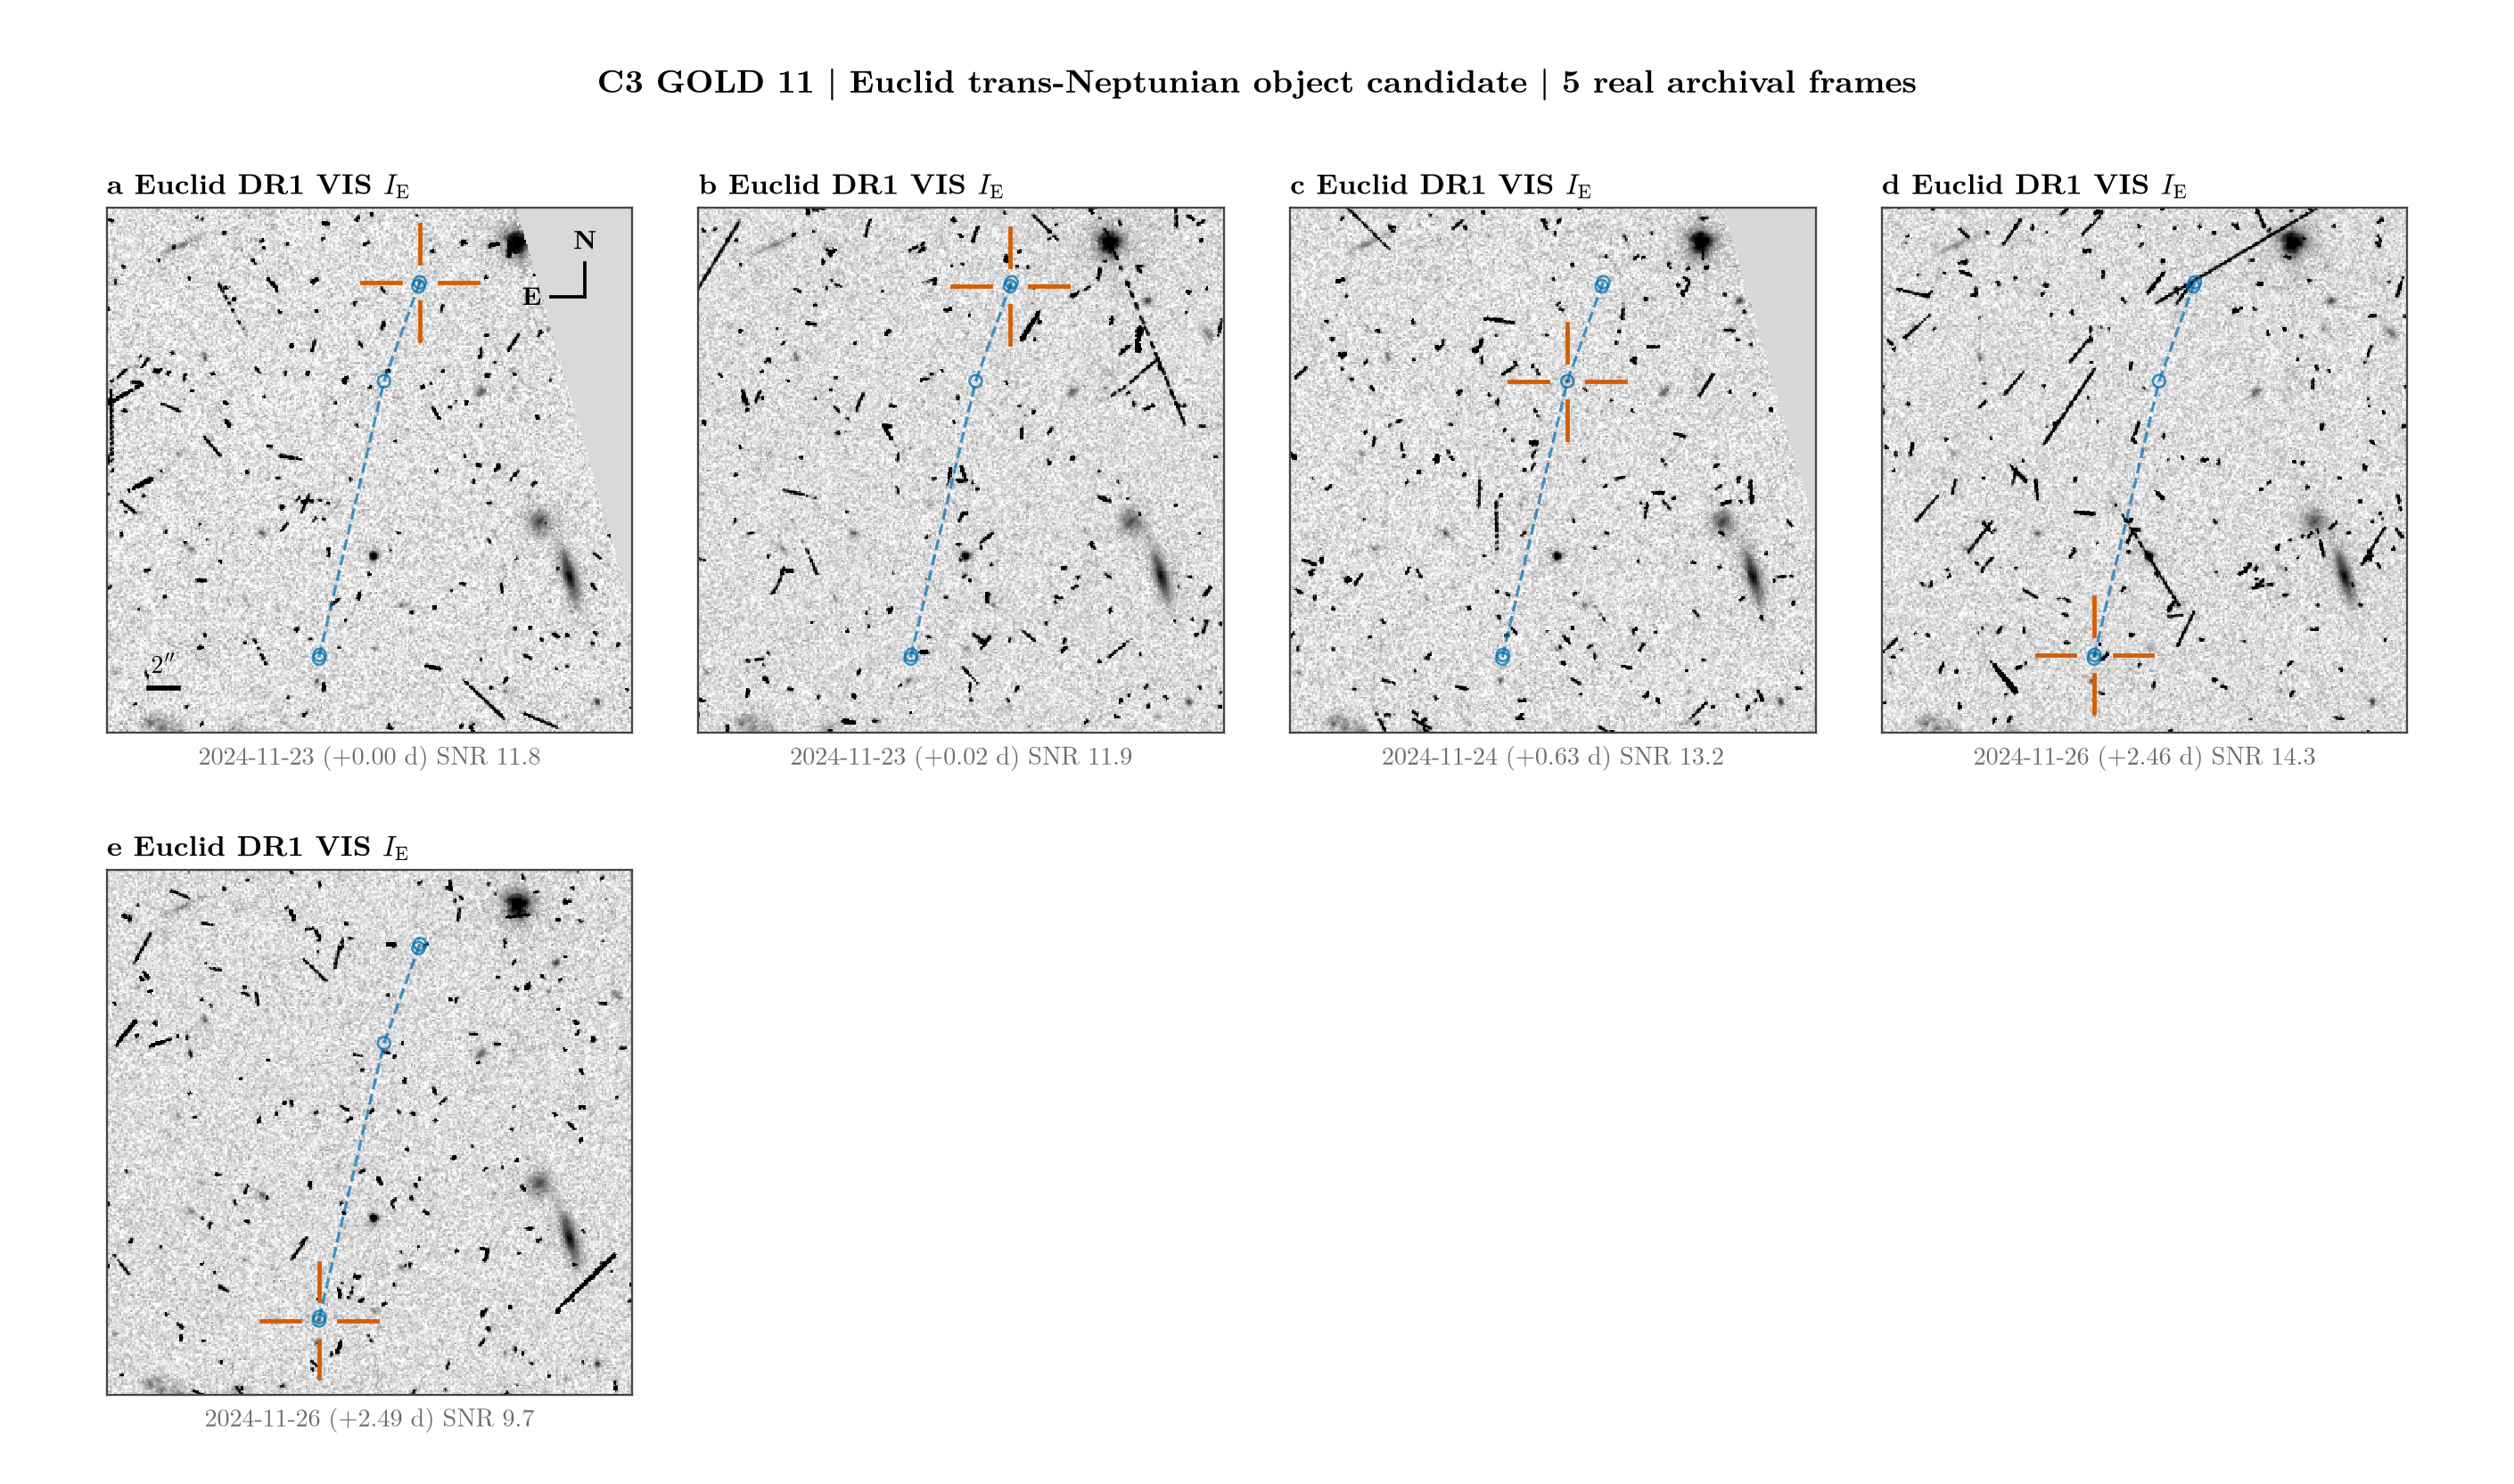 C3 GOLD 11 | Euclid trans-Neptunian object candidate | 5 real archival frames
a Euclid DR1 VIS I_E
b Euclid DR1 VIS I_E
c Euclid DR1 VIS I_E
d Euclid DR1 VIS I_E
N
E
2″
2024-11-23 (+0.00 d) SNR 11.8
2024-11-23 (+0.02 d) SNR 11.9
2024-11-24 (+0.63 d) SNR 13.2
2024-11-26 (+2.46 d) SNR 14.3
e Euclid DR1 VIS I_E
2024-11-26 (+2.49 d) SNR 9.7